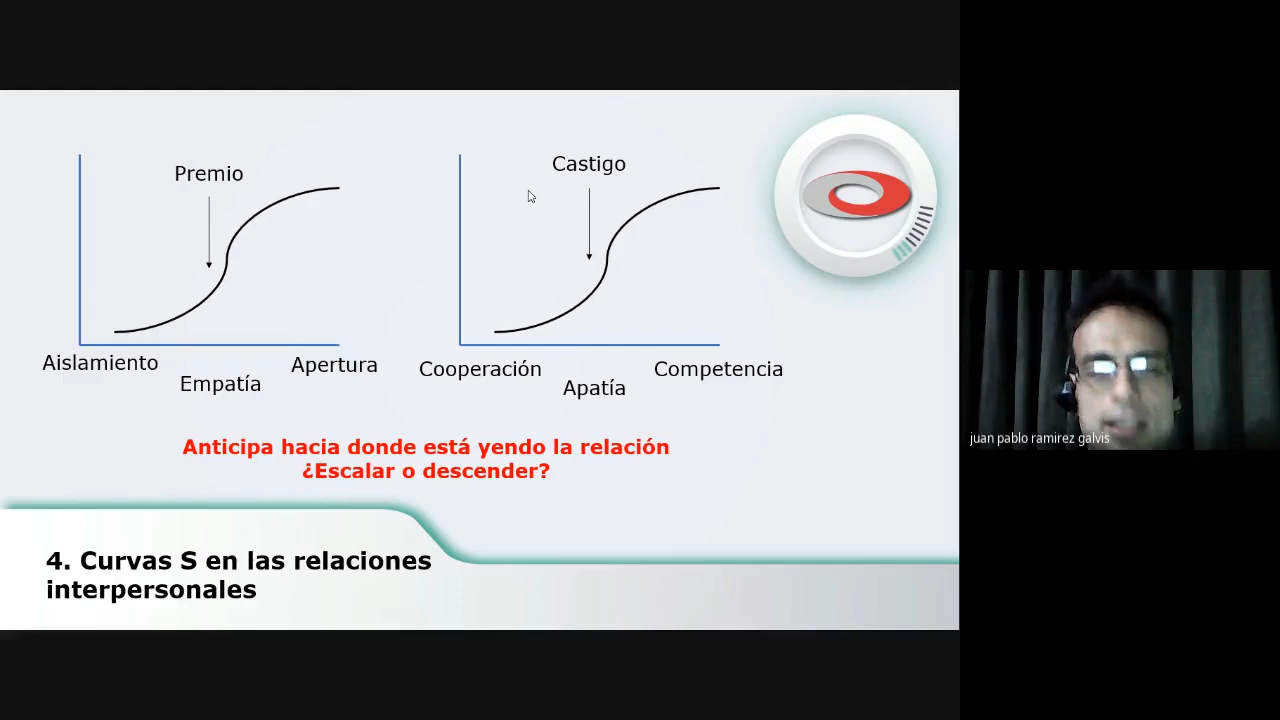 Premio
Castigo
Aislamiento
Empatía
Apertura
Cooperación
Apatía
Competencia
Anticipa hacia donde está yendo la relación
¿Escalar o descender?
4. Curvas S en las relaciones
interpersonales
juan pablo ramirez galvis